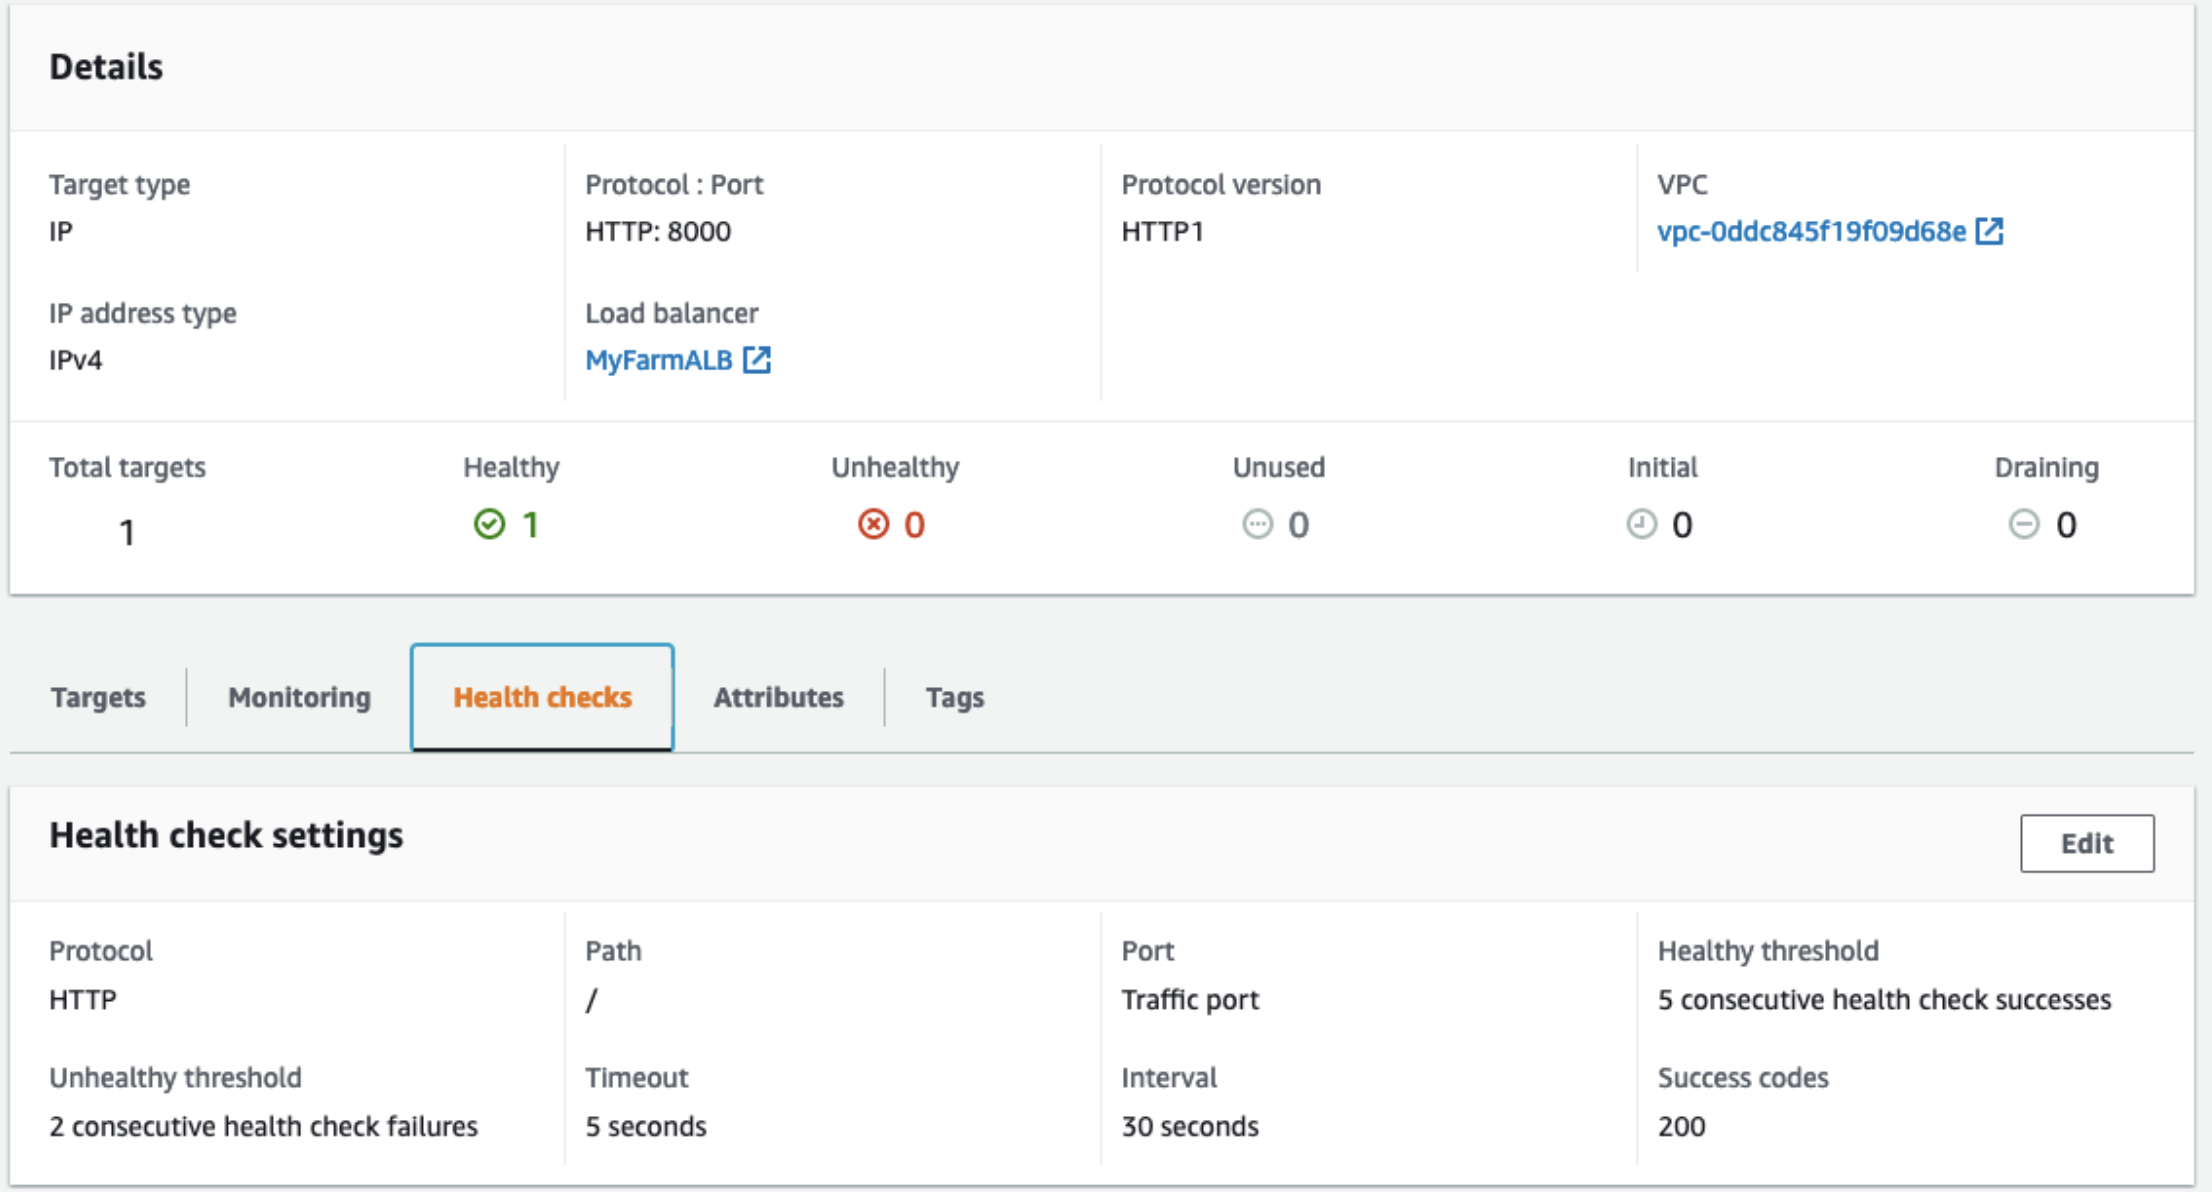 Details
Target type
IP
Protocol : Port
HTTP: 8000
Protocol version
HTTP1
VPC
vpc-0ddc845f19f09d68e
IP address type
IPv4
Load balancer
MyFarmALB
Total targets
1
Healthy
1
Unhealthy
0
Unused
0
Initial
0
Draining
0
Targets
Monitoring
Health checks
Attributes
Tags
Health check settings
Edit
Protocol
HTTP
Path
/
Port
Traffic port
Healthy threshold
5 consecutive health check successes
Unhealthy threshold
2 consecutive health check failures
Timeout
5 seconds
Interval
30 seconds
Success codes
200